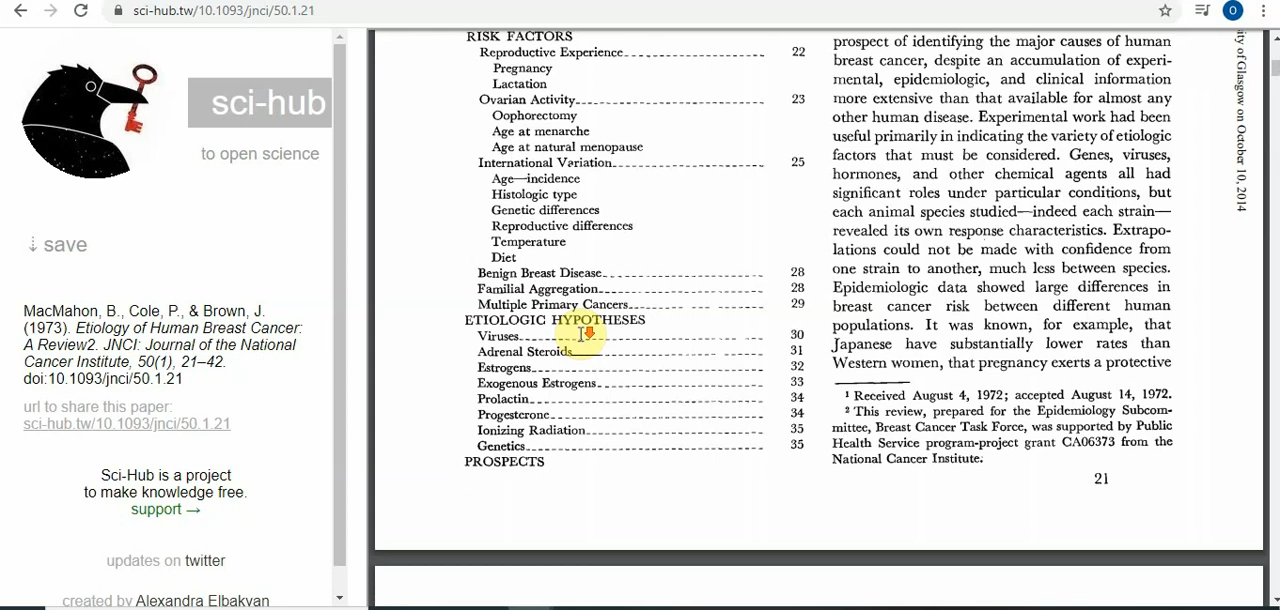 sci-hub.tw/10.1093/jnci/50.1.21
O
sci-hub
to open science
⇣ save
MacMahon, B., Cole, P., & Brown, J.
(1973). Etiology of Human Breast Cancer:
A Review2. JNCI: Journal of the National
Cancer Institute, 50(1), 21–42.
doi:10.1093/jnci/50.1.21
url to share this paper:
sci-hub.tw/10.1093/jnci/50.1.21
Sci-Hub is a project
to make knowledge free.
support →
updates on twitter
created by Alexandra Elbakyan
RISK FACTORS
Reproductive Experience 22
Pregnancy
Lactation
Ovarian Activity 23
Oophorectomy
Age at menarche
Age at natural menopause
International Variation 25
Age—incidence
Histologic type
Genetic differences
Reproductive differences
Temperature
Diet
Benign Breast Disease 28
Familial Aggregation 28
Multiple Primary Cancers 29
ETIOLOGIC HYPOTHESES
Viruses 30
Adrenal Steroids 31
Estrogens 32
Exogenous Estrogens 33
Prolactin 34
Progesterone 34
Ionizing Radiation 35
Genetics 35
PROSPECTS
prospect of identifying the major causes of human
breast cancer, despite an accumulation of experi-
mental, epidemiologic, and clinical information
more extensive than that available for almost any
other human disease. Experimental work had been
useful primarily in indicating the variety of etiologic
factors that must be considered. Genes, viruses,
hormones, and other chemical agents all had
significant roles under particular conditions, but
each animal species studied—indeed each strain—
revealed its own response characteristics. Extrapo-
lations could not be made with confidence from
one strain to another, much less between species.
Epidemiologic data showed large differences in
breast cancer risk between different human
populations. It was known, for example, that
Japanese have substantially lower rates than
Western women, that pregnancy exerts a protective
1 Received August 4, 1972; accepted August 14, 1972.
2 This review, prepared for the Epidemiology Subcom-
mittee, Breast Cancer Task Force, was supported by Public
Health Service program-project grant CA06373 from the
National Cancer Institute.
21
ity of Glasgow on October 10, 2014